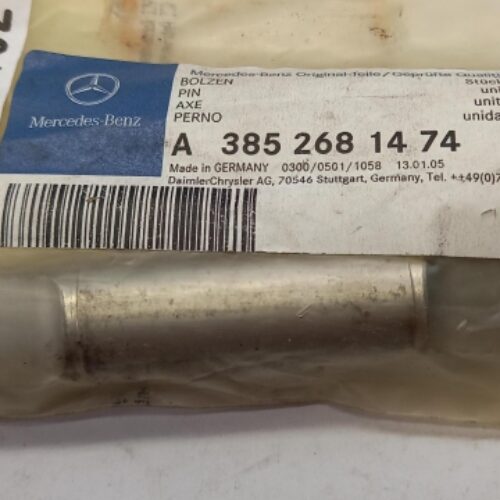 Mercedes-Benz Original-Teile/Geprüfte
BOLZEN
PIN
AXE
PERNO
Mercedes-Benz
A 385 268 14 74
Made in GERMANY 0300/0501/1058 13.01.05
DaimlerChrysler AG, 70546 Stuttgart, Germany, Tel. ++49(0)7